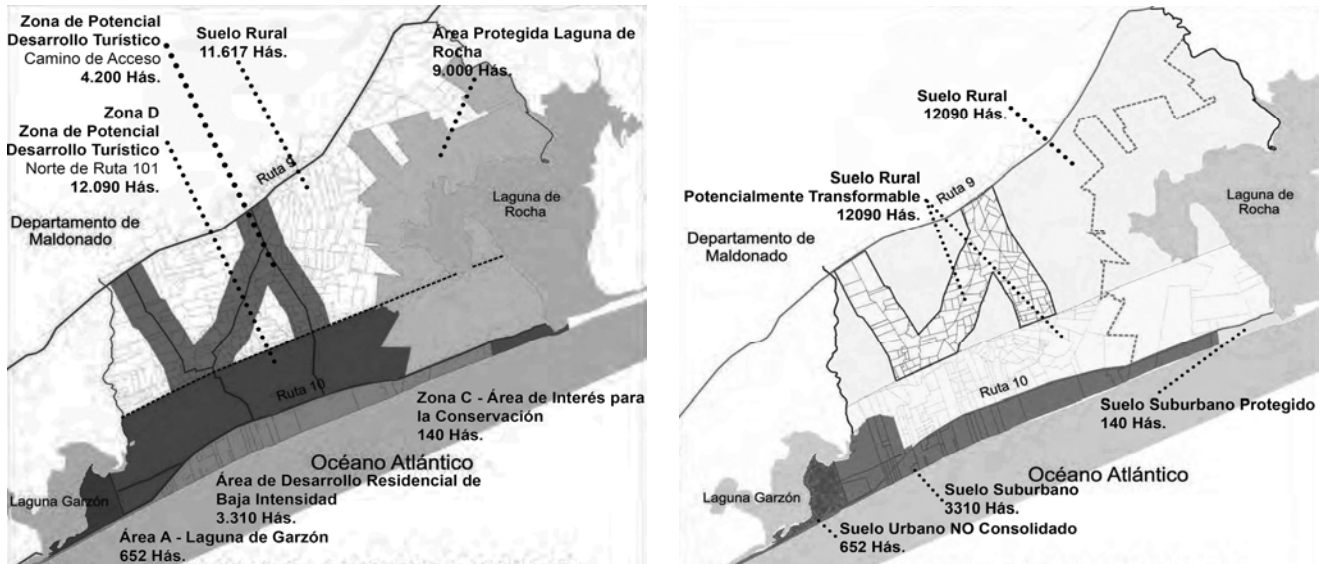 Zona de Potencial
Desarrollo Turístico
Camino de Acceso
4.200 Hás.
Suelo Rural
11.617 Hás.
Área Protegida Laguna de
Rocha
9.000 Hás.
Zona D
Zona de Potencial
Desarrollo Turístico
Norte de Ruta 101
12.090 Hás.
Ruta 9
Laguna de
Rocha
Departamento de
Maldonado
Ruta 10
Zona C - Área de Interés para
la Conservación
140 Hás.
Océano Atlántico
Área de Desarrollo Residencial de
Baja Intensidad
3.310 Hás.
Laguna Garzón
Área A - Laguna de Garzón
652 Hás.
Suelo Rural
12090 Hás.
Suelo Rural
Potencialmente Transformable
12090 Hás.
Ruta 9
Laguna de
Rocha
Departamento de
Maldonado
Ruta 10
Suelo Suburbano Protegido
140 Hás.
Océano Atlántico
Laguna Garzón
Suelo Suburbano
3310 Hás.
Suelo Urbano NO Consolidado
652 Hás.